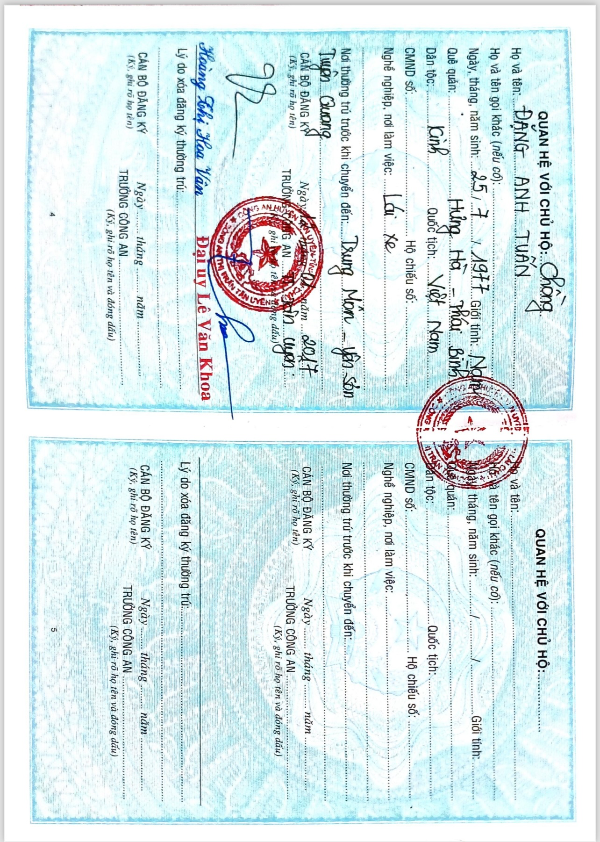 QUAN HỆ VỚI CHỦ HỘ: Chồng
Họ và tên: ĐẶNG ANH TUÂN
Họ và tên gọi khác (nếu có):
Ngày, tháng, năm sinh: 25 / 7 / 1977 Giới tính: Nam
Quê quán: Hưng Hà - Thái Bình
Dân tộc: Kinh Quốc tịch: Việt Nam
CMND số: Hộ chiếu số:
Nghề nghiệp, nơi làm việc: Lái xe
Nơi thường trú trước khi chuyển đến: Trung Môn - Yên Sơn
Tuyên Quang
Ngày tháng năm 2017
CÁN BỘ ĐĂNG KÝ TRƯỞNG CÔNG AN
(Ký, ghi rõ họ tên) (Ký, ghi rõ họ tên và đóng dấu)
Hoàng Thị Hoa Vân Đại uý Lê Văn Khoa
Lý do xóa đăng ký thường trú:
Ngày tháng năm
CÁN BỘ ĐĂNG KÝ TRƯỞNG CÔNG AN
(Ký, ghi rõ họ tên) (Ký, ghi rõ họ tên và đóng dấu)
4
QUAN HỆ VỚI CHỦ HỘ:
Họ và tên:
Họ và tên gọi khác (nếu có):
Ngày, tháng, năm sinh: / / Giới tính:
Quê quán:
Dân tộc: Quốc tịch:
CMND số: Hộ chiếu số:
Nghề nghiệp, nơi làm việc:
Nơi thường trú trước khi chuyển đến:
Ngày tháng năm
CÁN BỘ ĐĂNG KÝ TRƯỞNG CÔNG AN
(Ký, ghi rõ họ tên) (Ký, ghi rõ họ tên và đóng dấu)
Lý do xóa đăng ký thường trú:
Ngày tháng năm
CÁN BỘ ĐĂNG KÝ TRƯỞNG CÔNG AN
(Ký, ghi rõ họ tên) (Ký, ghi rõ họ tên và đóng dấu)
5